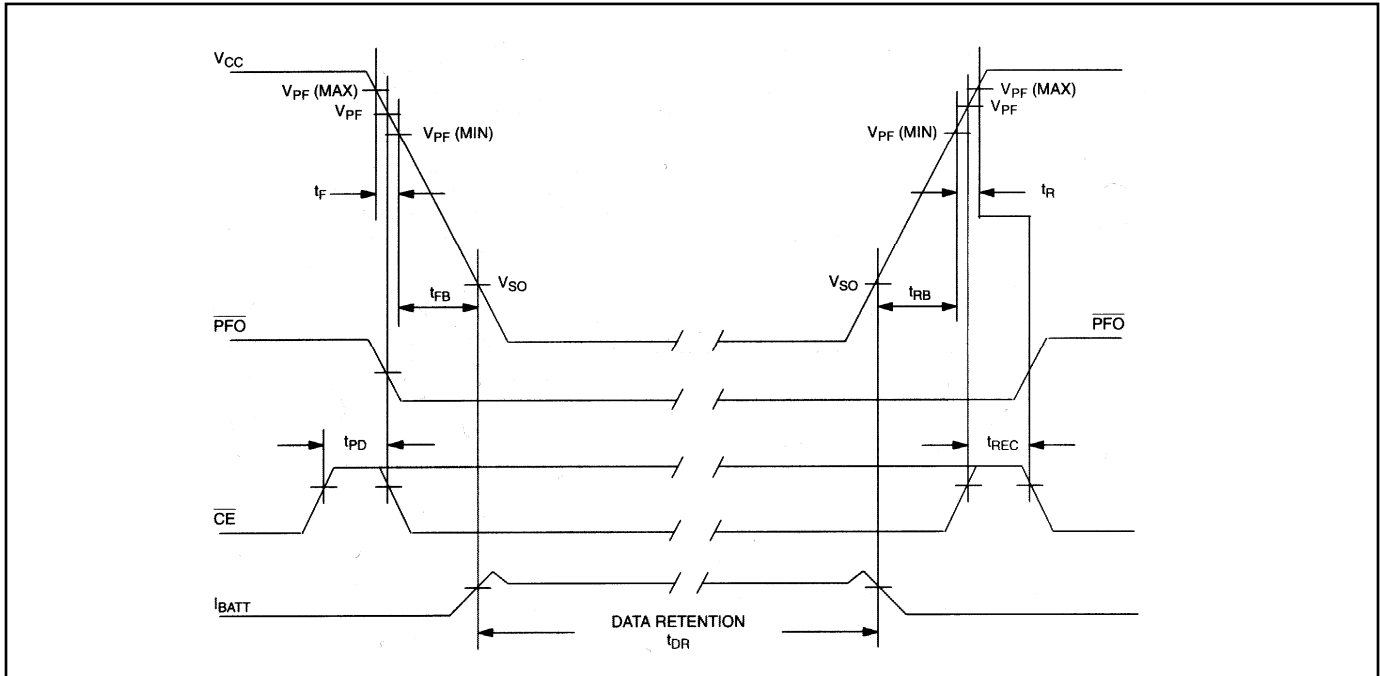 VCC
VPF (MAX)
VPF
VPF (MIN)
tF
tFB
VSO
VPF (MAX)
VPF
VPF (MIN)
tR
VSO
tRB
PFO
PFO
tPD
tREC
CE
IBATT
DATA RETENTION
tDR